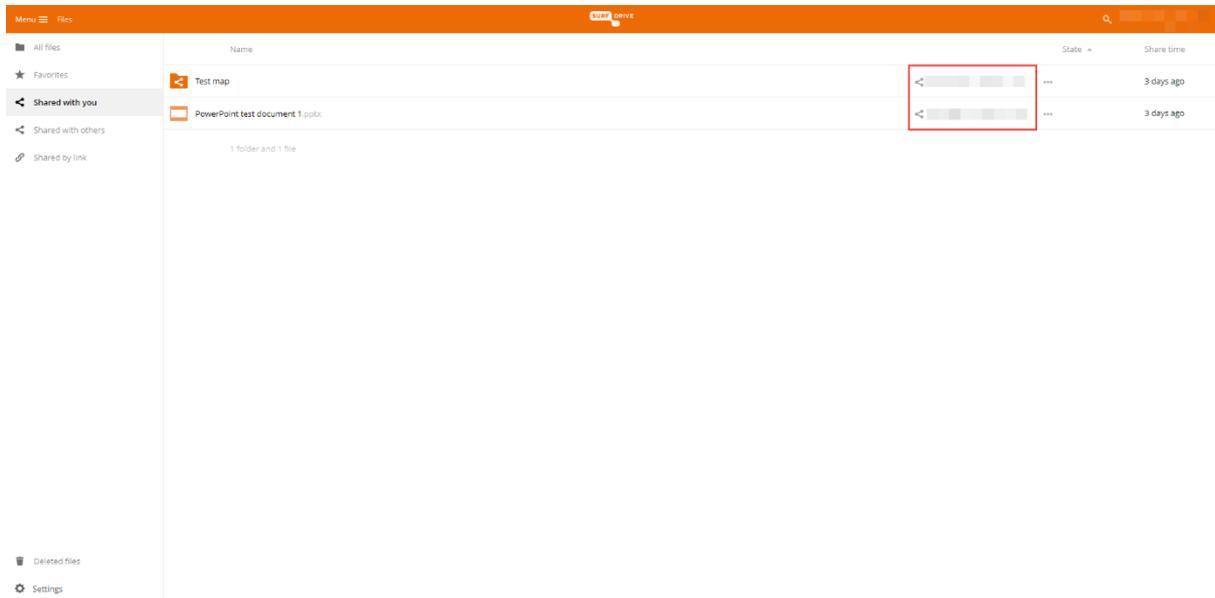 Menu Files SURF DRIVE
All files
Favorites
Shared with you
Shared with others
Shared by link
Deleted files
Settings
Name State Share time
Test map ... 3 days ago
PowerPoint test document 1.pptx ... 3 days ago
1 folder and 1 file